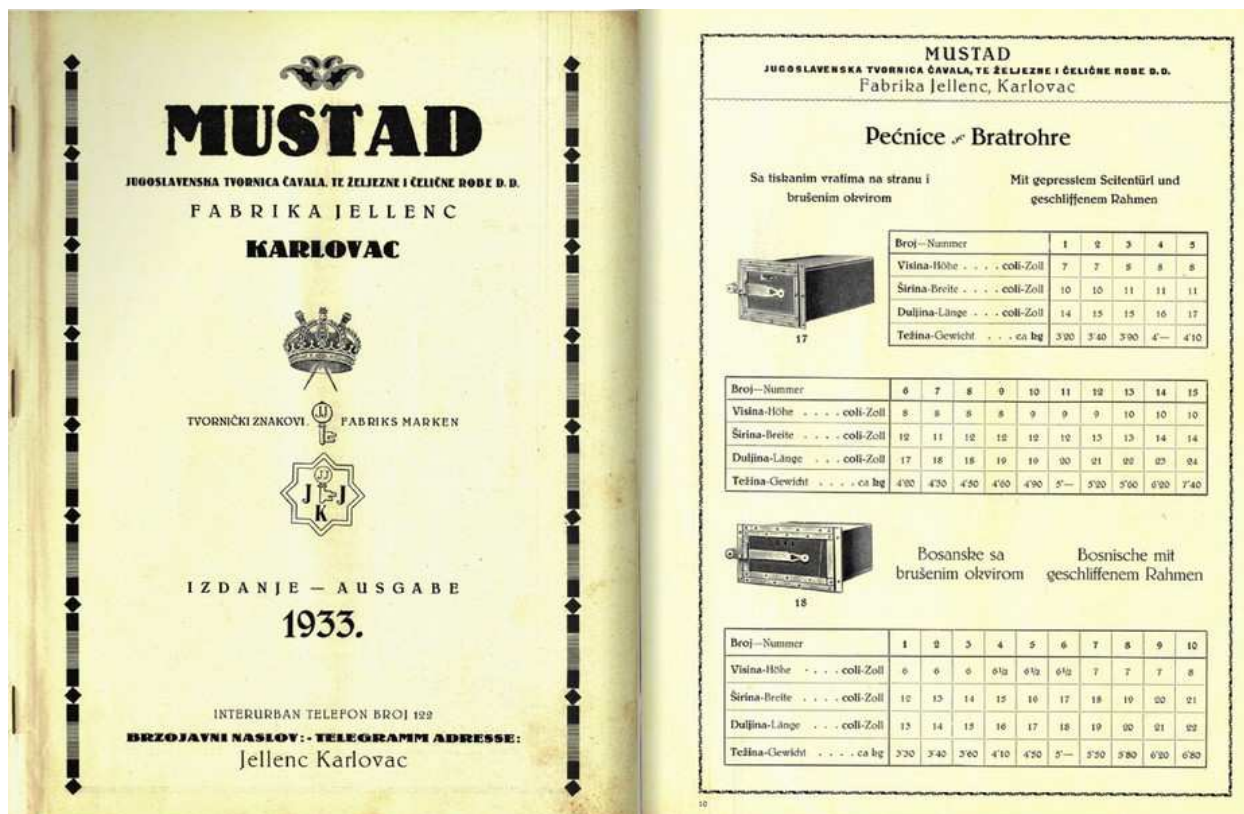 MUSTAD
JUGOSLAVENSKA TVORNICA ČAVALA, TE ŽELJEZNE I ČELIČNE ROBE D. D.
FABRIKA JELLENC
KARLOVAC
TVORNIČKI ZNAKOVI. JJ FABRIKS MARKEN
JJ
J J
K
IZDANJE — AUSGABE
1933.
INTERURBAN TELEFON BROJ 122
BRZOJAVNI NASLOV: - TELEGRAMM ADRESSE:
Jellenc Karlovac
MUSTAD
JUGOSLAVENSKA TVORNICA ČAVALA, TE ŽELJEZNE I ČELIČNE ROBE D.D.
Fabrika Jellenc, Karlovac
Pećnice Bratrohre
Sa tiskanim vratima na stranu i
brušenim okvirom
Mit gepresstem Seitentürl und
geschliffenem Rahmen
Broj—Nummer 1 2 3 4 5
Visina-Höhe . . . . coli-Zoll 7 7 8 8 8
Širina-Breite . . . . coli-Zoll 10 10 11 11 11
Duljina-Länge . . . coli-Zoll 14 15 15 16 17
Težina-Gewicht . . . ca kg 3'20 3'40 3'90 4'— 4'10
17
Broj—Nummer 6 7 8 9 10 11 12 13 14 15
Visina-Höhe . . . . coli-Zoll 8 8 8 8 9 9 9 10 10 10
Širina-Breite . . . . coli-Zoll 12 11 12 12 12 12 13 13 14 14
Duljina-Länge . . . coli-Zoll 17 18 18 19 19 20 21 22 23 24
Težina-Gewicht . . . . ca kg 4'20 4'30 4'50 4'60 4'90 5'— 5'20 5'60 6'20 7'40
18
Bosanske sa
brušenim okvirom
Bosnische mit
geschliffenem Rahmen
Broj—Nummer 1 2 3 4 5 6 7 8 9 10
Visina-Höhe . . . . coli-Zoll 6 6 6 6½ 6½ 6½ 7 7 7 8
Širina-Breite . . . . coli-Zoll 12 13 14 15 16 17 18 19 20 21
Duljina-Länge . . . coli-Zoll 13 14 15 16 17 18 19 20 21 22
Težina-Gewicht . . . . ca kg 3'30 3'40 3'60 4'10 4'50 5'— 5'50 5'80 6'20 6'80
10